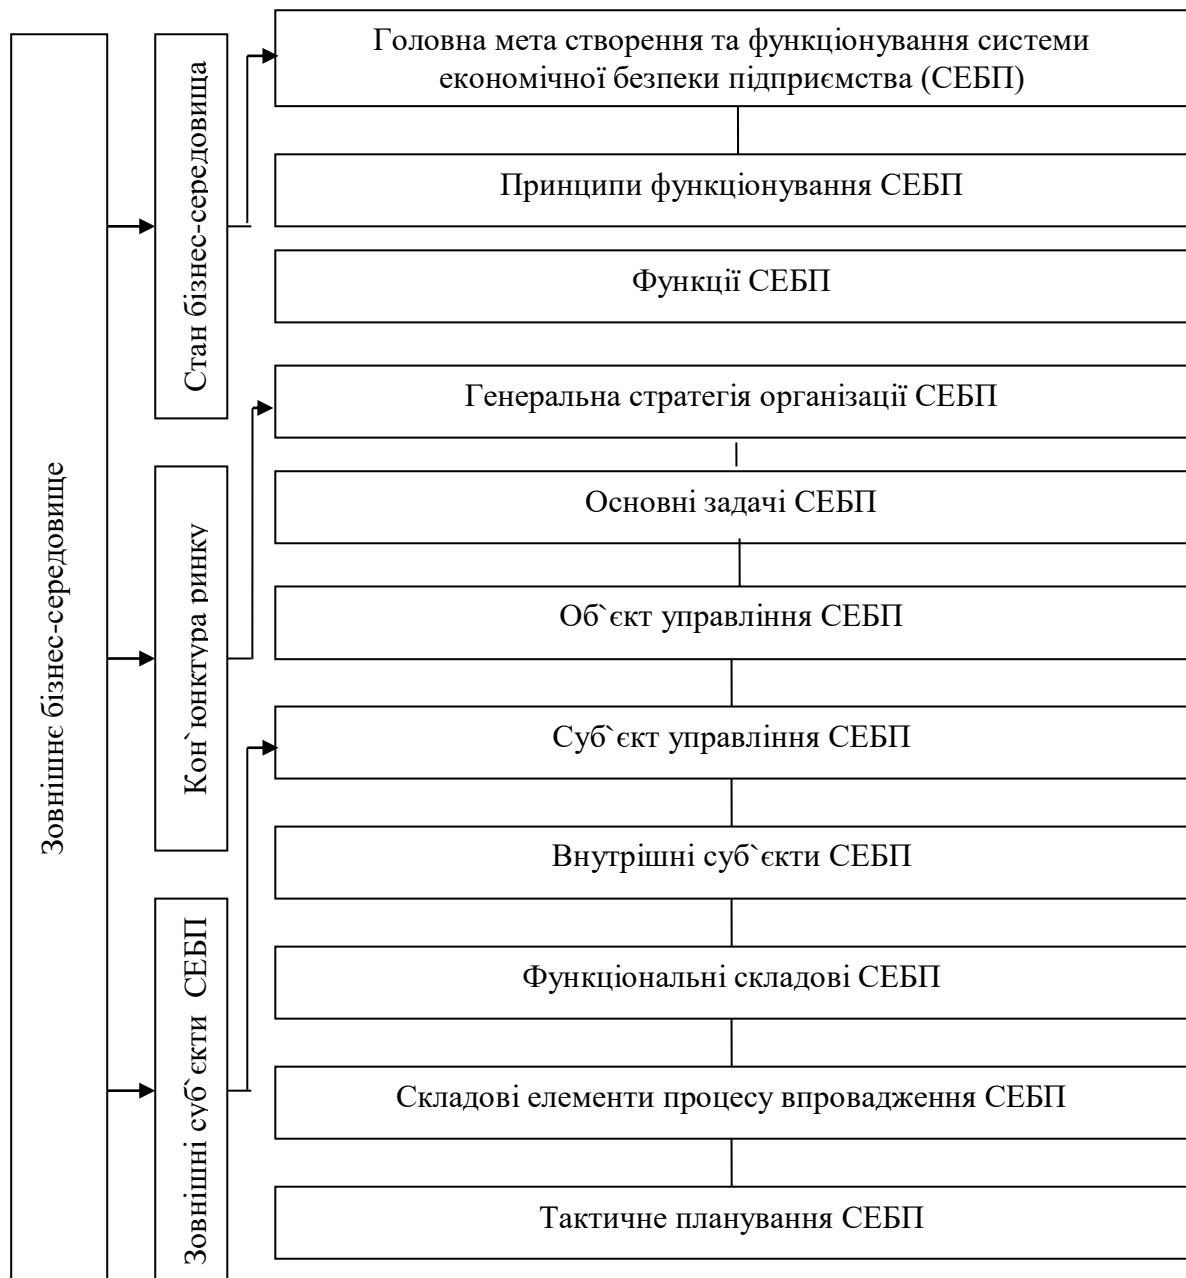 Зовнішнє бізнес-середовище
Стан бізнес-середовища
Кон`юнктура ринку
Зовнішні суб`єкти СЕБП
Головна мета створення та функціонування системи
економічної безпеки підприємства (СЕБП)
Принципи функціонування СЕБП
Функції СЕБП
Генеральна стратегія організації СЕБП
Основні задачі СЕБП
Об`єкт управління СЕБП
Суб`єкт управління СЕБП
Внутрішні суб`єкти СЕБП
Функціональні складові СЕБП
Складові елементи процесу впровадження СЕБП
Тактичне планування СЕБП